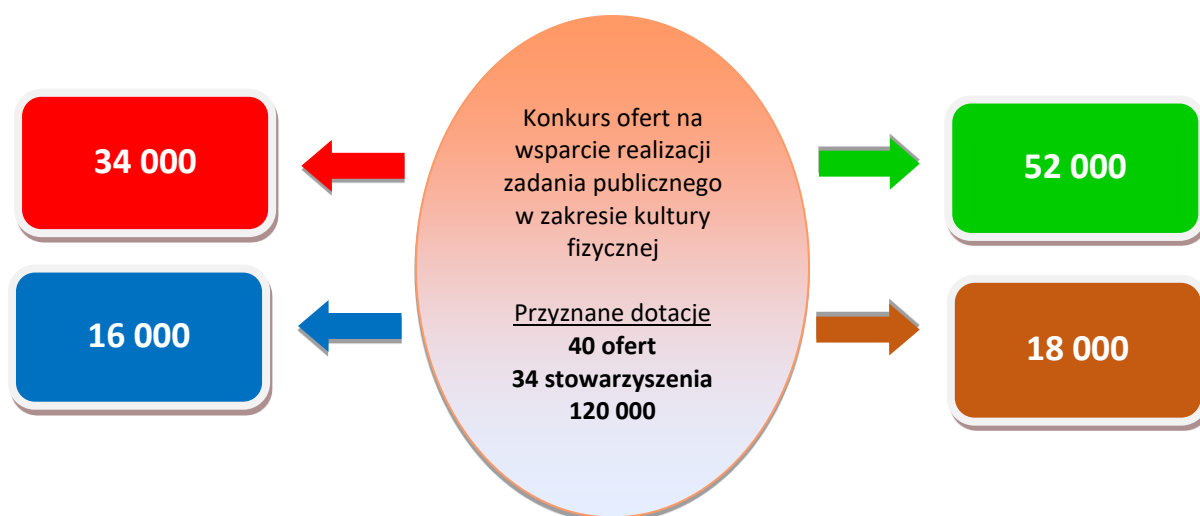 34 000
16 000
Konkurs ofert na
wsparcie realizacji
zadania publicznego
w zakresie kultury
fizycznej
Przyznane dotacje
40 ofert
34 stowarzyszenia
120 000
52 000
18 000